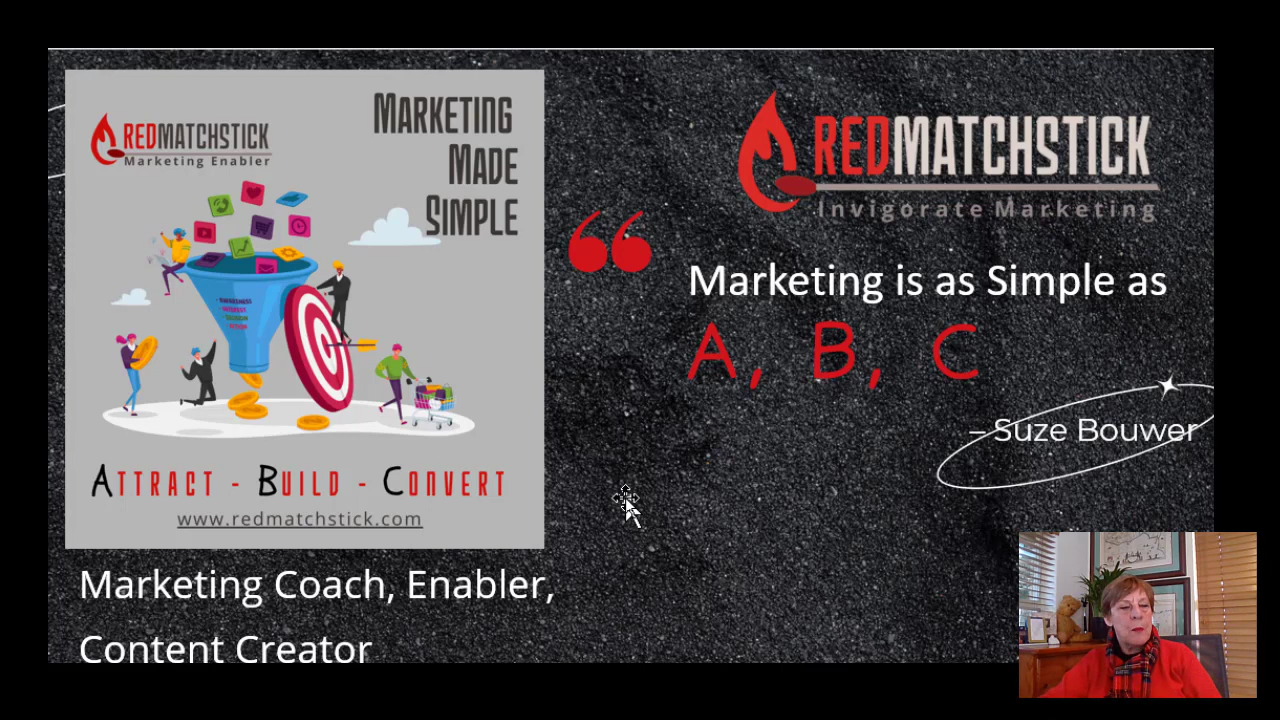 REDMATCHSTICK
Marketing Enabler
MARKETING
MADE
SIMPLE
ATTRACT - BUILD - CONVERT
www.redmatchstick.com
Marketing Coach, Enabler,
Content Creator
REDMATCHSTICK
Invigorate Marketing
“
Marketing is as Simple as
A, B, C
– Suze Bouwer